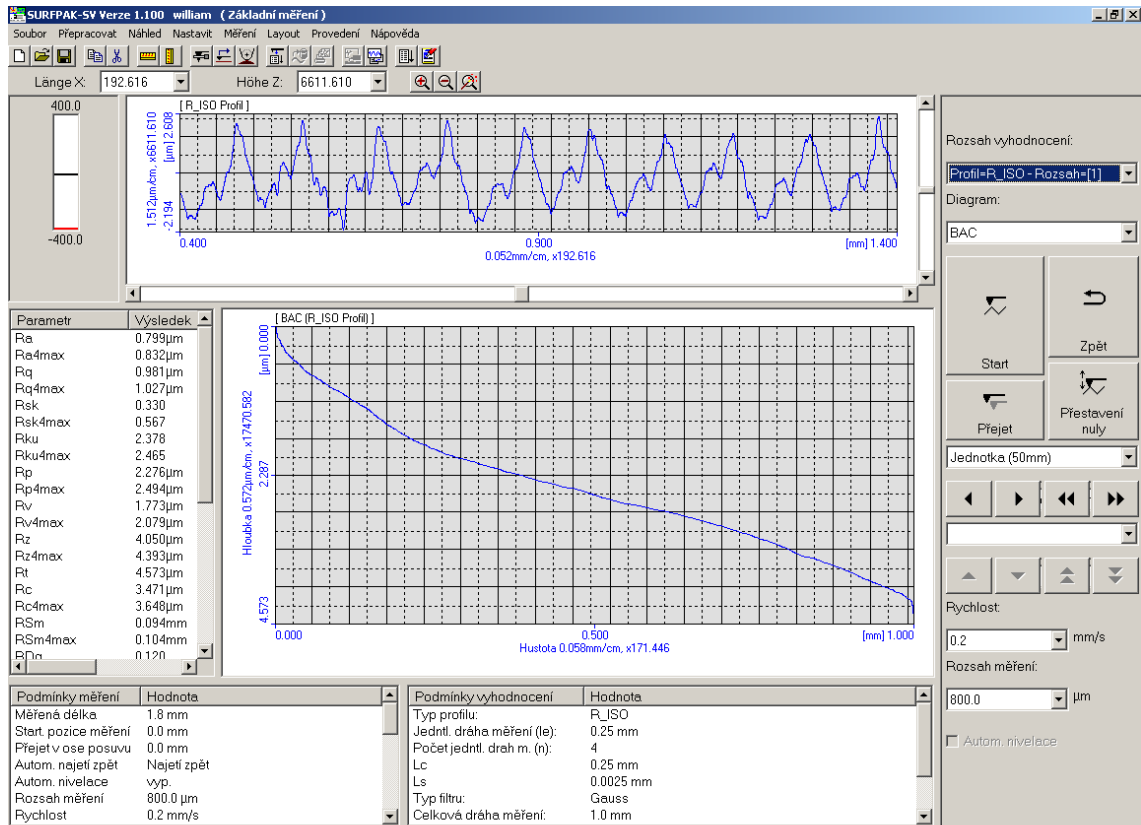 SURFPAK-SV Verze 1.100 william ( Základní měření )
Soubor Přepracovat Náhled Nastavit Měření Layout Provedení Nápověda
Länge X: 192.616 Höhe Z: 6611.610
400.0
-400.0
[ R_ISO Profil ]
1.512µm/cm, x6611.610
-2.194 [µm] 2.608
0.400 0.900 [mm] 1.400
0.052mm/cm, x192.616
Parametr Výsledek
Ra 0.799µm
Ra4max 0.832µm
Rq 0.981µm
Rq4max 1.027µm
Rsk 0.330
Rsk4max 0.567
Rku 2.378
Rku4max 2.465
Rp 2.276µm
Rp4max 2.494µm
Rv 1.773µm
Rv4max 2.079µm
Rz 4.050µm
Rz4max 4.393µm
Rt 4.573µm
Rc 3.471µm
Rc4max 3.648µm
RSm 0.094mm
RSm4max 0.104mm
RDq 0.120
[ BAC (R_ISO Profil) ]
Hloubka 0.572µm/cm, x17470.582
4.573 2.287 [µm] 0.000
0.000 0.500 [mm] 1.000
Hustota 0.058mm/cm, x171.446
Podmínky měření Hodnota
Měřená délka 1.8 mm
Start. pozice měření 0.0 mm
Přejet v ose posuvu 0.0 mm
Autom. najetí zpět Najetí zpět
Autom. nivelace vyp.
Rozsah měření 800.0 µm
Rychlost 0.2 mm/s
Podmínky vyhodnocení Hodnota
Typ profilu: R_ISO
Jedntl. dráha měření (le): 0.25 mm
Počet jedntl. drah m. (n) 4
Lc 0.25 mm
Ls 0.0025 mm
Typ filtru: Gauss
Celková dráha měření: 1.0 mm
Rozsah vyhodnocení:
Profil=R_ISO - Rozsah=[1]
Diagram:
BAC
Start
Zpět
Přejet
Přestavení
nuly
Jednotka (50mm)
Rychlost:
0.2 mm/s
Rozsah měření:
800.0 µm
Autom. nivelace